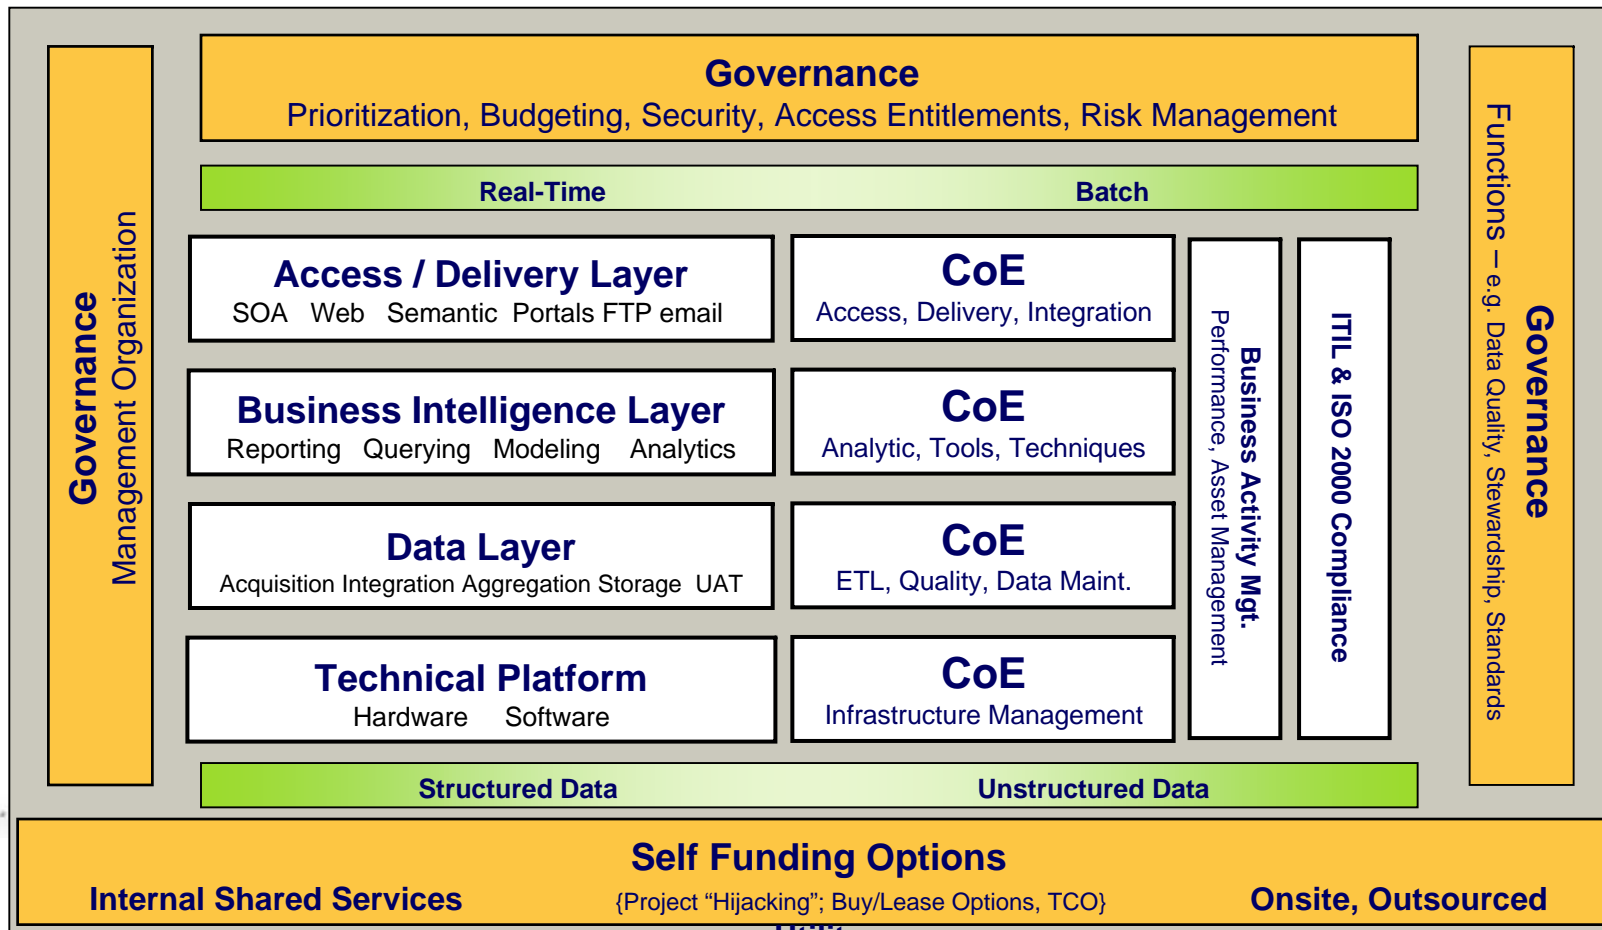 Governance
Prioritization, Budgeting, Security, Access Entitlements, Risk Management
Real-Time Batch
Governance
Management Organization
Access / Delivery Layer
SOA Web Semantic Portals FTP email
CoE
Access, Delivery, Integration
Business Intelligence Layer
Reporting Querying Modeling Analytics
CoE
Analytic, Tools, Techniques
Data Layer
Acquisition Integration Aggregation Storage UAT
CoE
ETL, Quality, Data Maint.
Technical Platform
Hardware Software
CoE
Infrastructure Management
Business Activity Mgt.
Performance, Asset Management
ITIL & ISO 2000 Compliance
Governance
Functions – e.g. Data Quality, Stewardship, Standards
Structured Data Unstructured Data
Self Funding Options
Internal Shared Services {Project “Hijacking”; Buy/Lease Options, TCO} Onsite, Outsourced